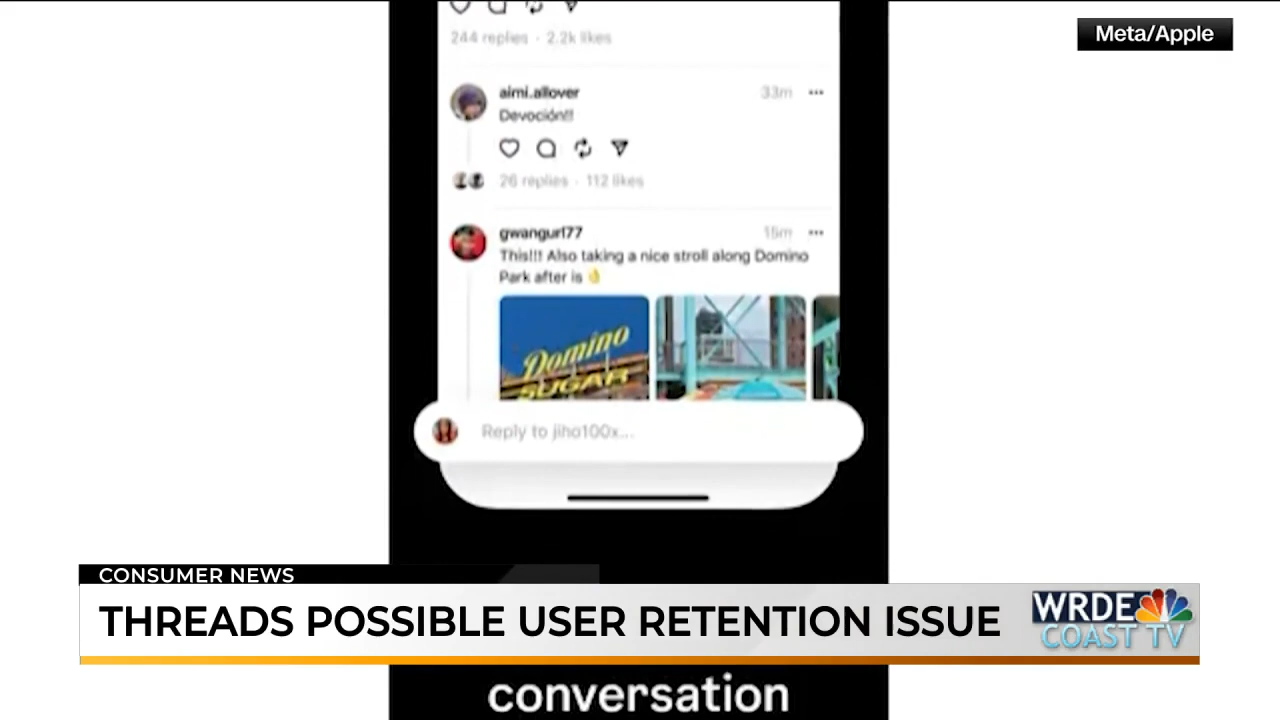 244 replies · 2.2k likes
Meta/Apple
aimi.allover 33m
Devoción!!
26 replies · 112 likes
gwangurl77 15m
This!!! Also taking a nice stroll along Domino
Park after is 👌
Domino
SUGAR
Reply to jiho100x...
CONSUMER NEWS
THREADS POSSIBLE USER RETENTION ISSUE
WRDE
COAST TV
conversation